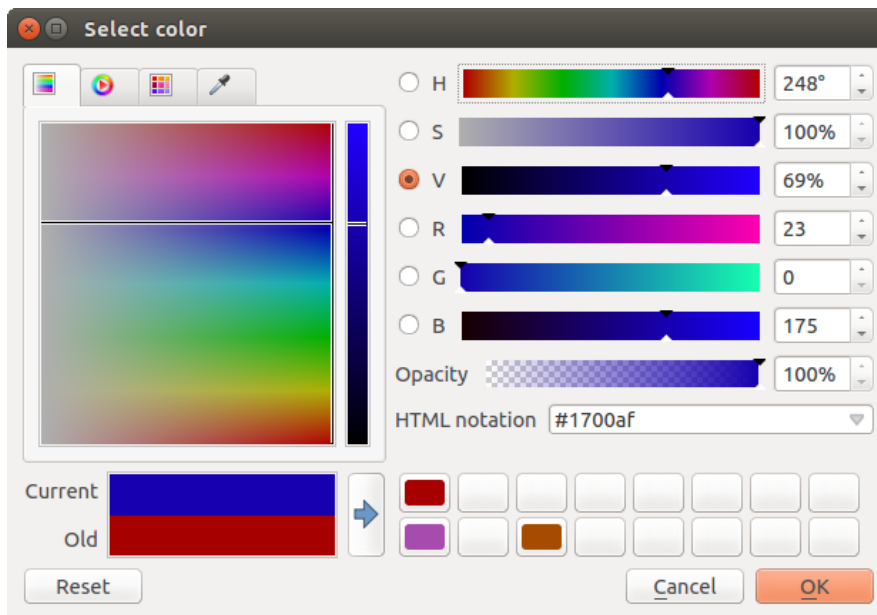 Select color
H 248°
S 100%
V 69%
R 23
G 0
B 175
Opacity 100%
HTML notation #1700af
Current
Old
Reset Cancel OK